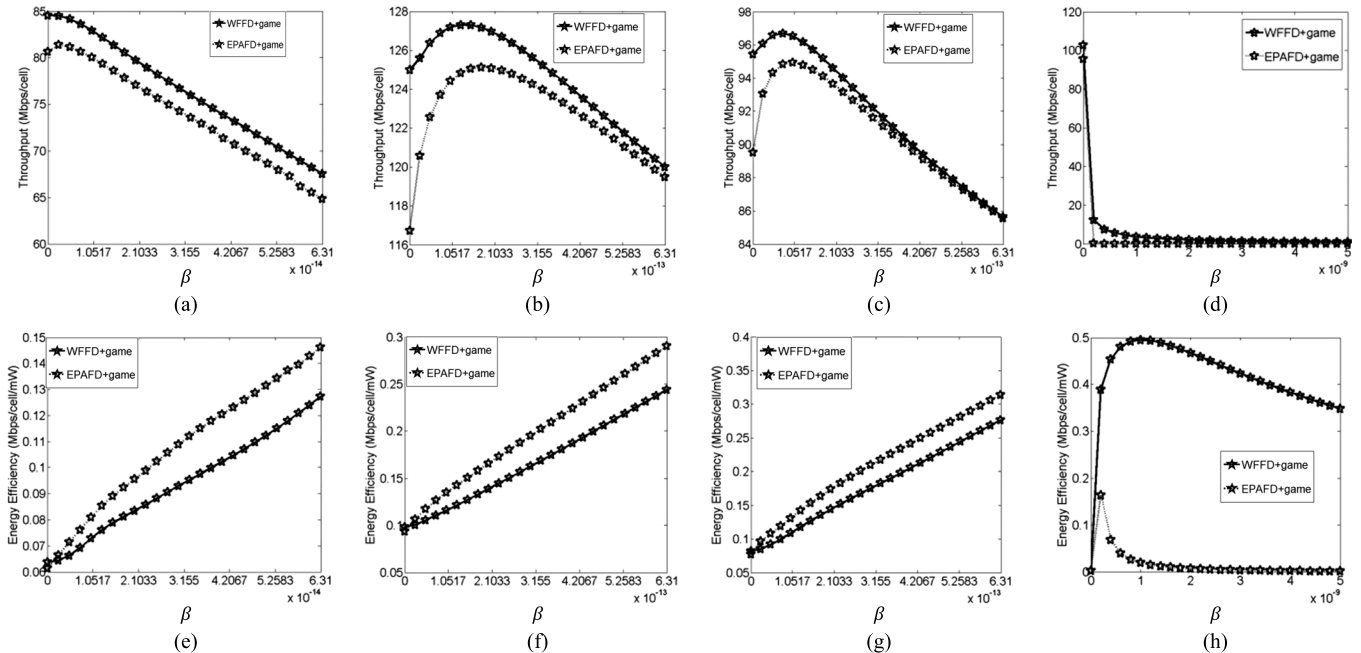 Throughput (Mbps/cell)
85
80
75
70
65
60
0
1.0517
2.1033
3.155
4.2067
5.2583
6.31
x 10⁻¹⁴
WFFD+game
EPAFD+game
β
(a)
Throughput (Mbps/cell)
128
126
124
122
120
118
116
0
1.0517
2.1033
3.155
4.2067
5.2583
6.31
x 10⁻¹³
WFFD+game
EPAFD+game
β
(b)
Throughput (Mbps/cell)
98
96
94
92
90
88
86
84
0
1.0517
2.1033
3.155
4.2067
5.2583
6.31
x 10⁻¹³
WFFD+game
EPAFD+game
β
(c)
Throughput (Mbps/cell)
120
100
80
60
40
20
0
0
1
2
3
4
5
x 10⁻⁹
WFFD+game
EPAFD+game
β
(d)
Energy Efficiency (Mbps/cell/mW)
0.15
0.14
0.13
0.12
0.11
0.1
0.09
0.08
0.07
0.06
0
1.0517
2.1033
3.155
4.2067
5.2583
6.31
x 10⁻¹⁴
WFFD+game
EPAFD+game
β
(e)
Energy Efficiency (Mbps/cell/mW)
0.3
0.25
0.2
0.15
0.1
0.05
0
1.0517
2.1033
3.155
4.2067
5.2583
6.31
x 10⁻¹³
WFFD+game
EPAFD+game
β
(f)
Energy Efficiency (Mbps/cell/mW)
0.4
0.35
0.3
0.25
0.2
0.15
0.1
0.05
0
1.0517
2.1033
3.155
4.2067
5.2583
6.31
x 10⁻¹³
WFFD+game
EPAFD+game
β
(g)
Energy Efficiency (Mbps/cell/mW)
0.5
0.4
0.3
0.2
0.1
0
0
1
2
3
4
5
x 10⁻⁹
WFFD+game
EPAFD+game
β
(h)